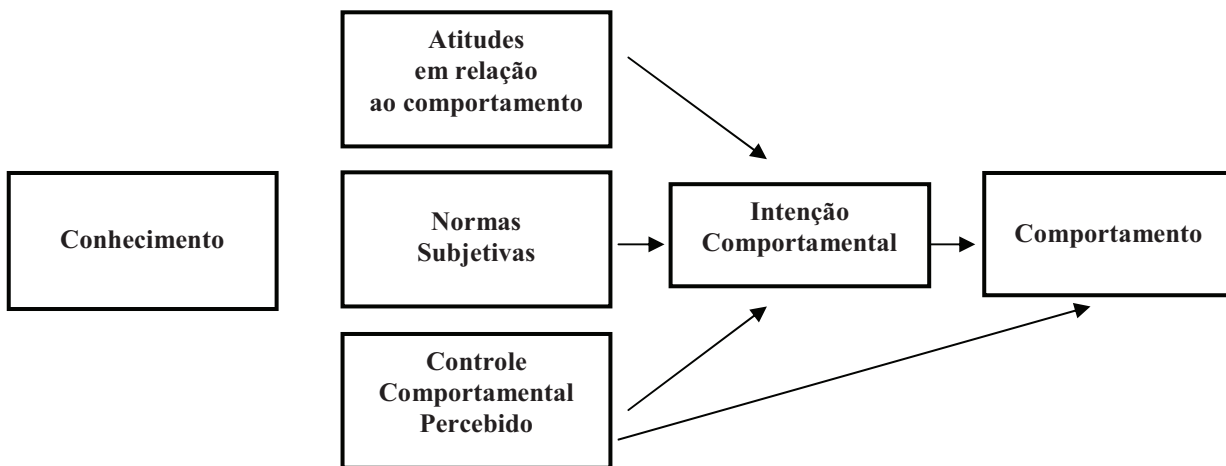 Atitudes
em relação
ao comportamento
Conhecimento
Normas
Subjetivas
Intenção
Comportamental
Comportamento
Controle
Comportamental
Percebido